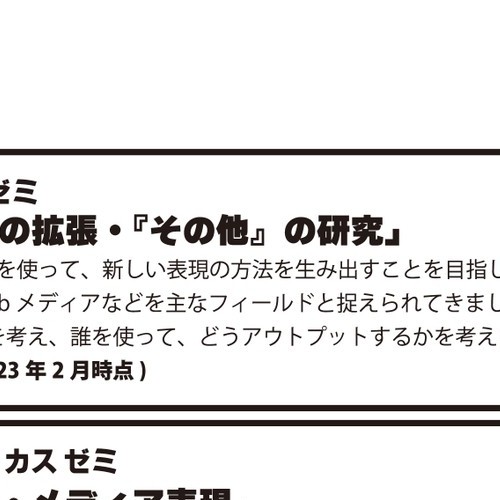 ゼミ
の拡張・『その他』の研究」
を使って、新しい表現の方法を生み出すことを目指し
b メディアなどを主なフィールドと捉えられてきまし
を考え、誰を使って、どうアウトプットするかを考え
23 年 2 月時点 )
カス ゼミ
・メディア表現